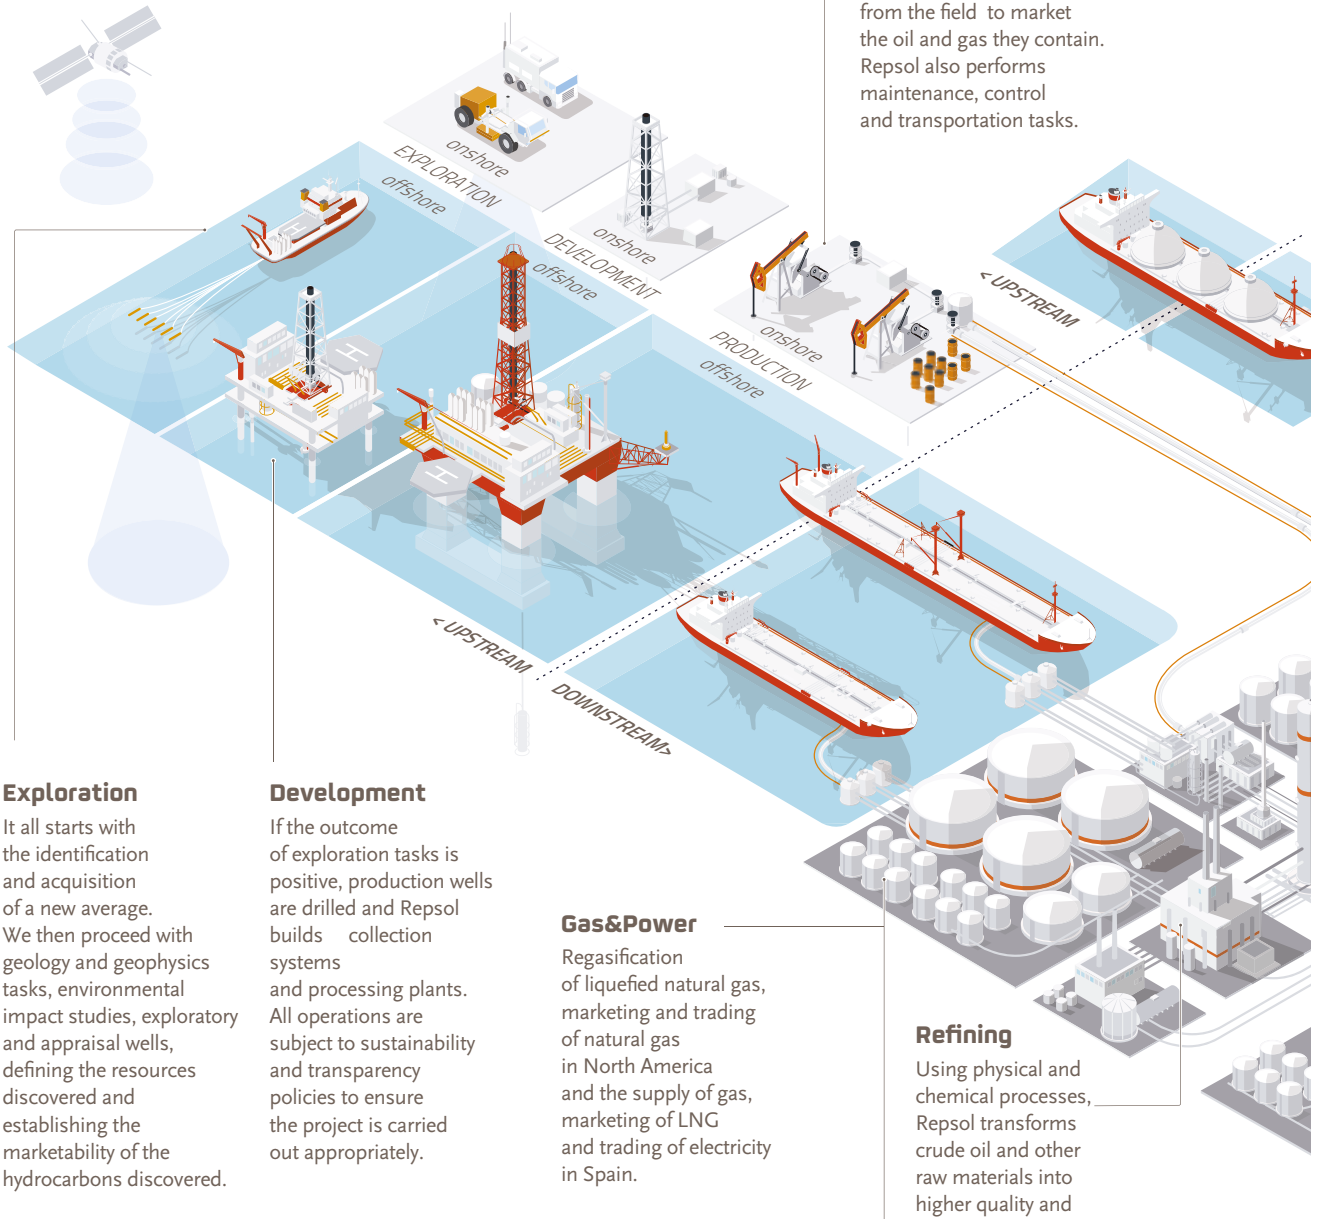 from the field  to market
the oil and gas they contain.
Repsol also performs
maintenance, control
and transportation tasks.
onshore
EXPLORATION
offshore
onshore
DEVELOPMENT
offshore
onshore
PRODUCTION
offshore
< UPSTREAM
< UPSTREAM
DOWNSTREAM>
Exploration
It all starts with
the identification
and acquisition
of a new average.
We then proceed with
geology and geophysics
tasks, environmental
impact studies, exploratory
and appraisal wells,
defining the resources
discovered and
establishing the
marketability of the
hydrocarbons discovered.
Development
If the outcome
of exploration tasks is
positive, production wells
are drilled and Repsol
builds    collection
systems
and processing plants.
All operations are
subject to sustainability
and transparency
policies to ensure
the project is carried
out appropriately.
Gas&Power
Regasification
of liquefied natural gas,
marketing and trading
of natural gas
in North America
and the supply of gas,
marketing of LNG
and trading of electricity
in Spain.
Refining
Using physical and
chemical processes,
Repsol transforms
crude oil and other
raw materials into
higher quality and